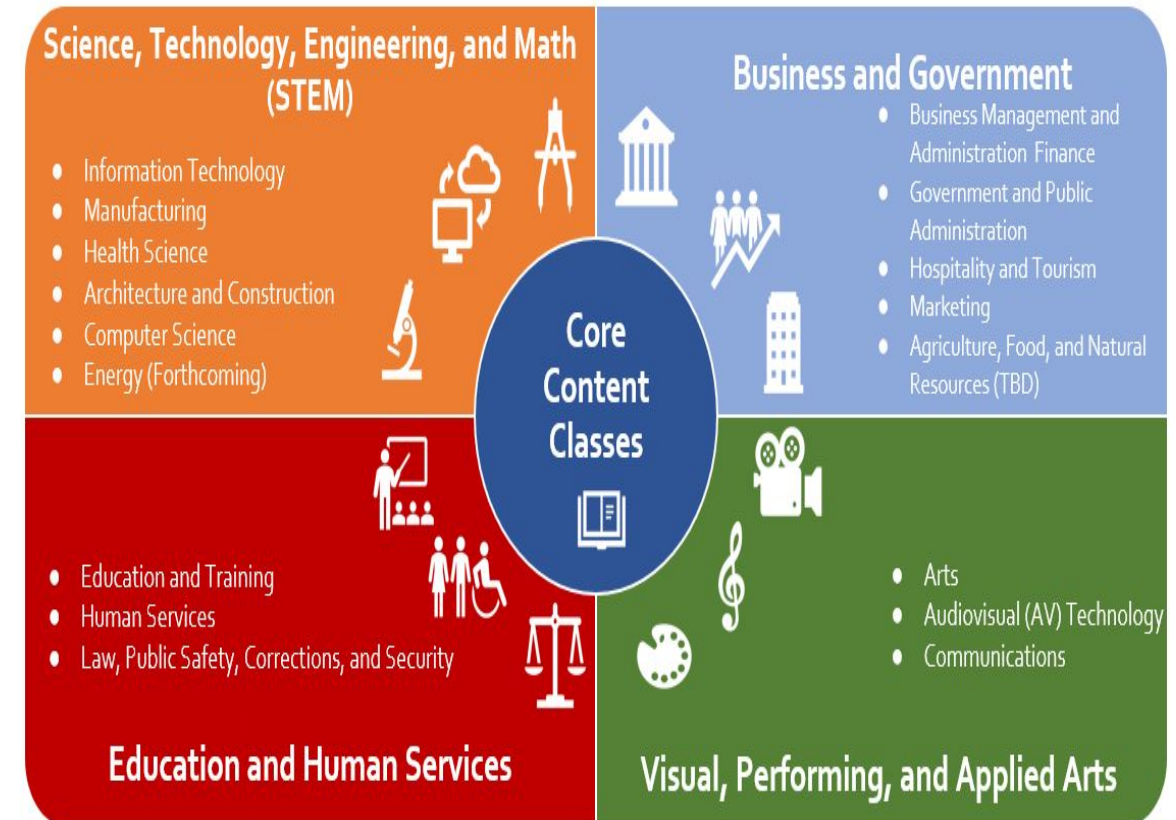 Science, Technology, Engineering, and Math
(STEM)
• Information Technology
• Manufacturing
• Health Science
• Architecture and Construction
• Computer Science
• Energy (Forthcoming)
Business and Government
• Business Management and
Administration Finance
• Government and Public
Administration
• Hospitality and Tourism
• Marketing
• Agriculture, Food, and Natural
Resources (TBD)
Core
Content
Classes
• Education and Training
• Human Services
• Law, Public Safety, Corrections, and Security
Education and Human Services
• Arts
• Audiovisual (AV) Technology
• Communications
Visual, Performing, and Applied Arts